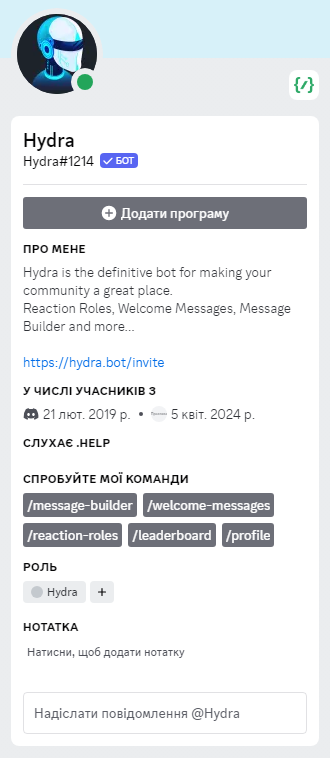 Hydra
Hydra#1214 БОТ
Додати програму
ПРО МЕНЕ
Hydra is the definitive bot for making your
community a great place.
Reaction Roles, Welcome Messages, Message
Builder and more...
https://hydra.bot/invite
У ЧИСЛІ УЧАСНИКІВ З
21 лют. 2019 р. • 5 квіт. 2024 р.
СЛУХАЄ .HELP
СПРОБУЙТЕ МОЇ КОМАНДИ
/message-builder /welcome-messages
/reaction-roles /leaderboard /profile
РОЛЬ
Hydra +
НОТАТКА
Натисни, щоб додати нотатку
Надіслати повідомлення @Hydra